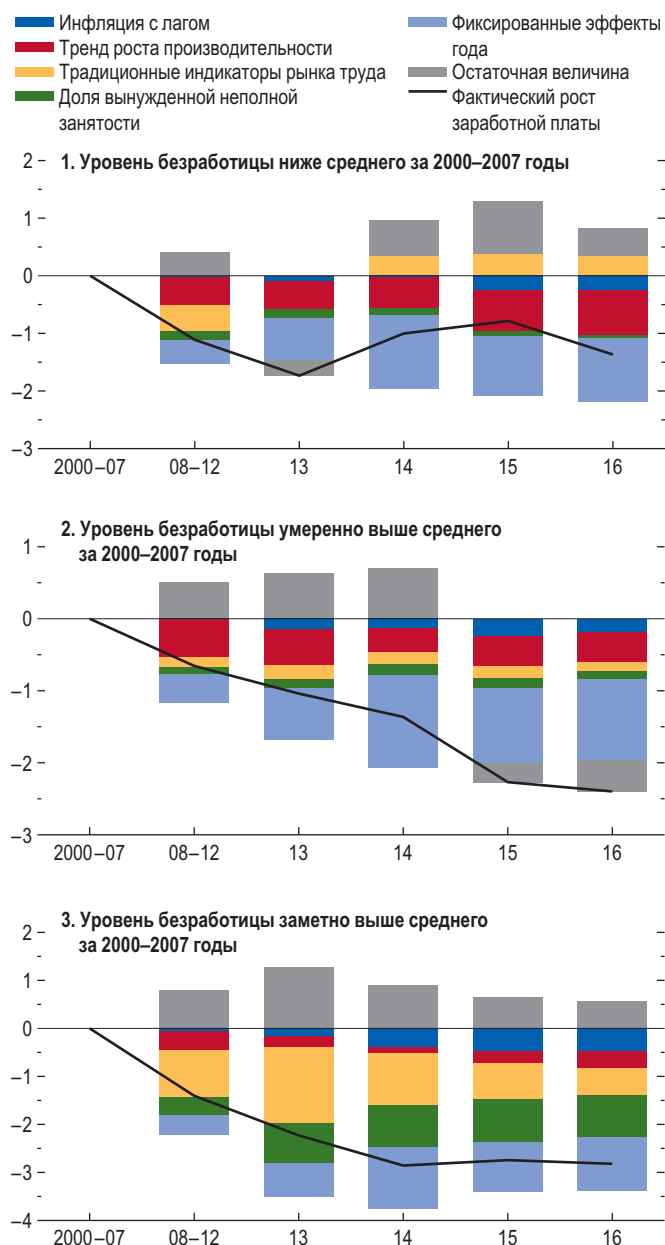 Инфляция с лагом
Тренд роста производительности
Традиционные индикаторы рынка труда
Доля вынужденной неполной
занятости
Фиксированные эффекты
года
Остаточная величина
Фактический рост
заработной платы
1. Уровень безработицы ниже среднего за 2000–2007 годы
2
1
0
–1
–2
–3
2000–07 08–12 13 14 15 16
2. Уровень безработицы умеренно выше среднего
за 2000–2007 годы
1
0
–1
–2
–3
2000–07 08–12 13 14 15 16
3. Уровень безработицы заметно выше среднего
за 2000–2007 годы
2
1
0
–1
–2
–3
–4
2000–07 08–12 13 14 15 16